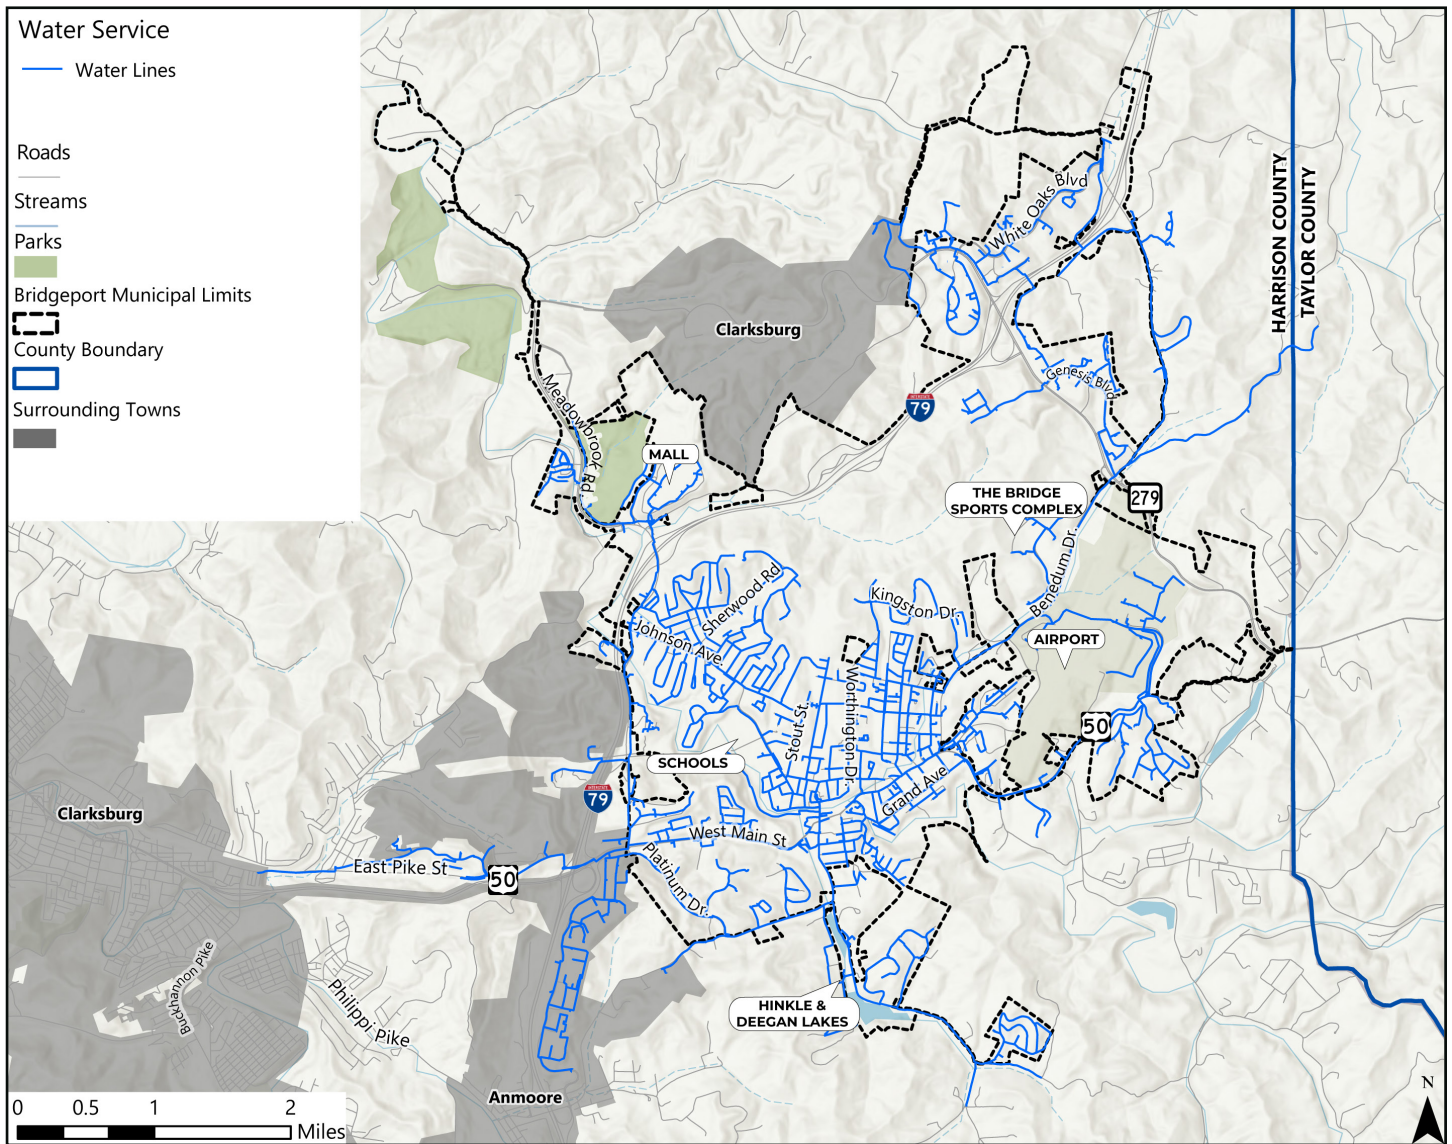 Water Service
Water Lines
Roads
Streams
Parks
Bridgeport Municipal Limits
County Boundary
Surrounding Towns
White Oaks Blvd
HARRISON COUNTY
TAYLOR COUNTY
Clarksburg
Genesis Blvd
Meadowbrook Rd.
79
MALL
279
THE BRIDGE
SPORTS COMPLEX
Benedum Dr.
Sherwood Rd
Kingston Dr.
Johnson Ave.
AIRPORT
Worthington Dr.
Stout St.
50
SCHOOLS
Grand Ave
79
Clarksburg
West Main St
East Pike St
50
Platinum Dr.
Buckhannon Pike
Philippi Pike
HINKLE &
DEEGAN LAKES
Anmoore
N
0 0.5 1 2
Miles